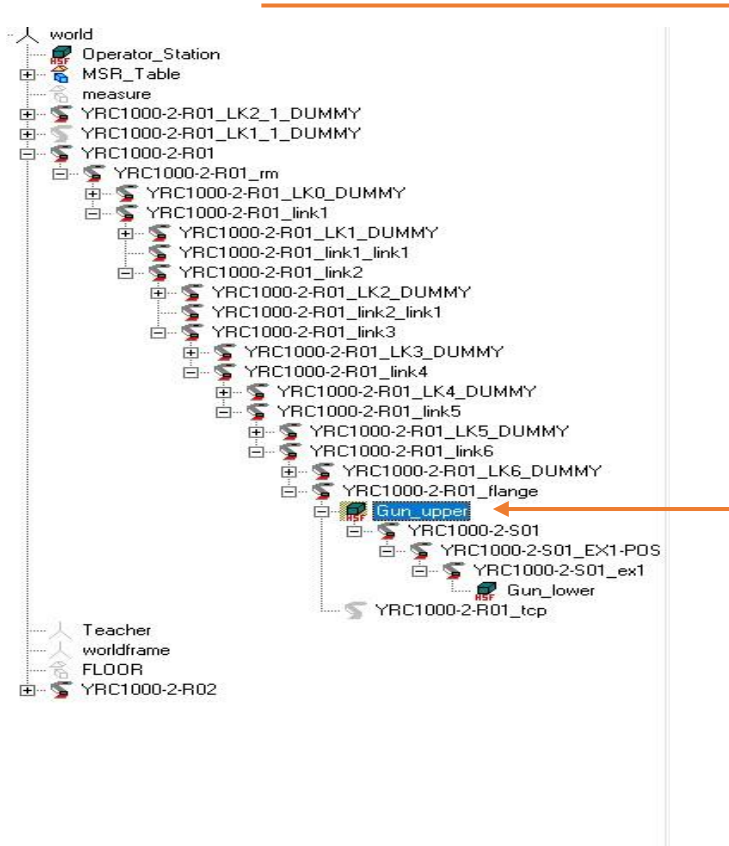 world
HSF Operator_Station
MSR_Table
measure
YRC1000-2-R01_LK2_1_DUMMY
YRC1000-2-R01_LK1_1_DUMMY
YRC1000-2-R01
YRC1000-2-R01_rm
YRC1000-2-R01_LK0_DUMMY
YRC1000-2-R01_link1
YRC1000-2-R01_LK1_DUMMY
YRC1000-2-R01_link1_link1
YRC1000-2-R01_link2
YRC1000-2-R01_LK2_DUMMY
YRC1000-2-R01_link2_link1
YRC1000-2-R01_link3
YRC1000-2-R01_LK3_DUMMY
YRC1000-2-R01_link4
YRC1000-2-R01_LK4_DUMMY
YRC1000-2-R01_link5
YRC1000-2-R01_LK5_DUMMY
YRC1000-2-R01_link6
YRC1000-2-R01_LK6_DUMMY
YRC1000-2-R01_flange
HSF Gun_upper
YRC1000-2-S01
YRC1000-2-S01_EX1-POS
YRC1000-2-S01_ex1
HSF Gun_lower
YRC1000-2-R01_tcp
Teacher
worldframe
FLOOR
YRC1000-2-R02